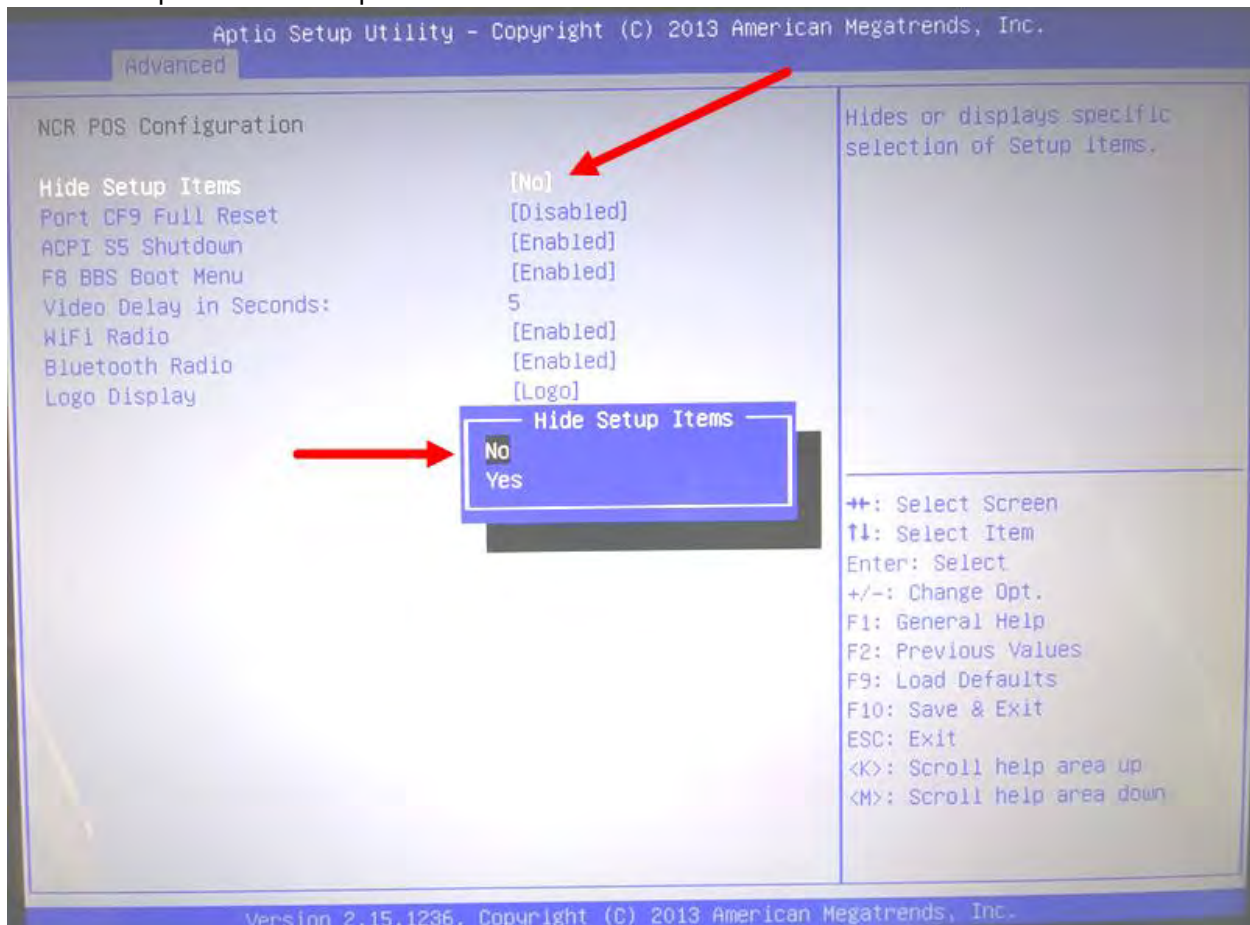 Aptio Setup Utility - Copyright (C) 2013 American Megatrends, Inc.
Advanced
NCR POS Configuration
Hide Setup Items [No]
Port CF9 Full Reset [Disabled]
ACPI S5 Shutdown [Enabled]
F8 BBS Boot Menu [Enabled]
Video Delay in Seconds: 5
WiFi Radio [Enabled]
Bluetooth Radio [Enabled]
Logo Display [Logo]
Hide Setup Items
No
Yes
Hides or displays specific
selection of Setup items.
→←: Select Screen
↑↓: Select Item
Enter: Select
+/-: Change Opt.
F1: General Help
F2: Previous Values
F9: Load Defaults
F10: Save & Exit
ESC: Exit
<K>: Scroll help area up
<M>: Scroll help area down
Version 2.15.1236. Copyright (C) 2013 American Megatrends, Inc.